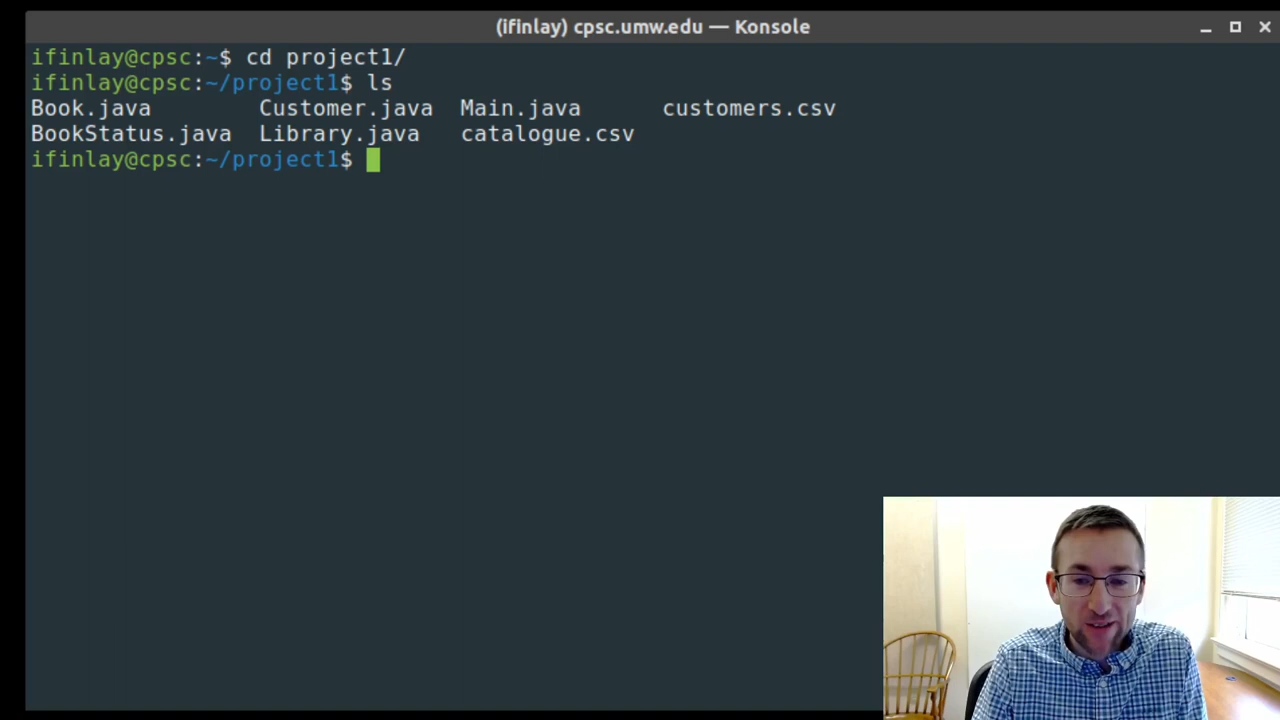 (ifinlay) cpsc.umw.edu — Konsole
ifinlay@cpsc:~$ cd project1/
ifinlay@cpsc:~/project1$ ls
Book.java        Customer.java  Main.java      customers.csv
BookStatus.java  Library.java   catalogue.csv
ifinlay@cpsc:~/project1$